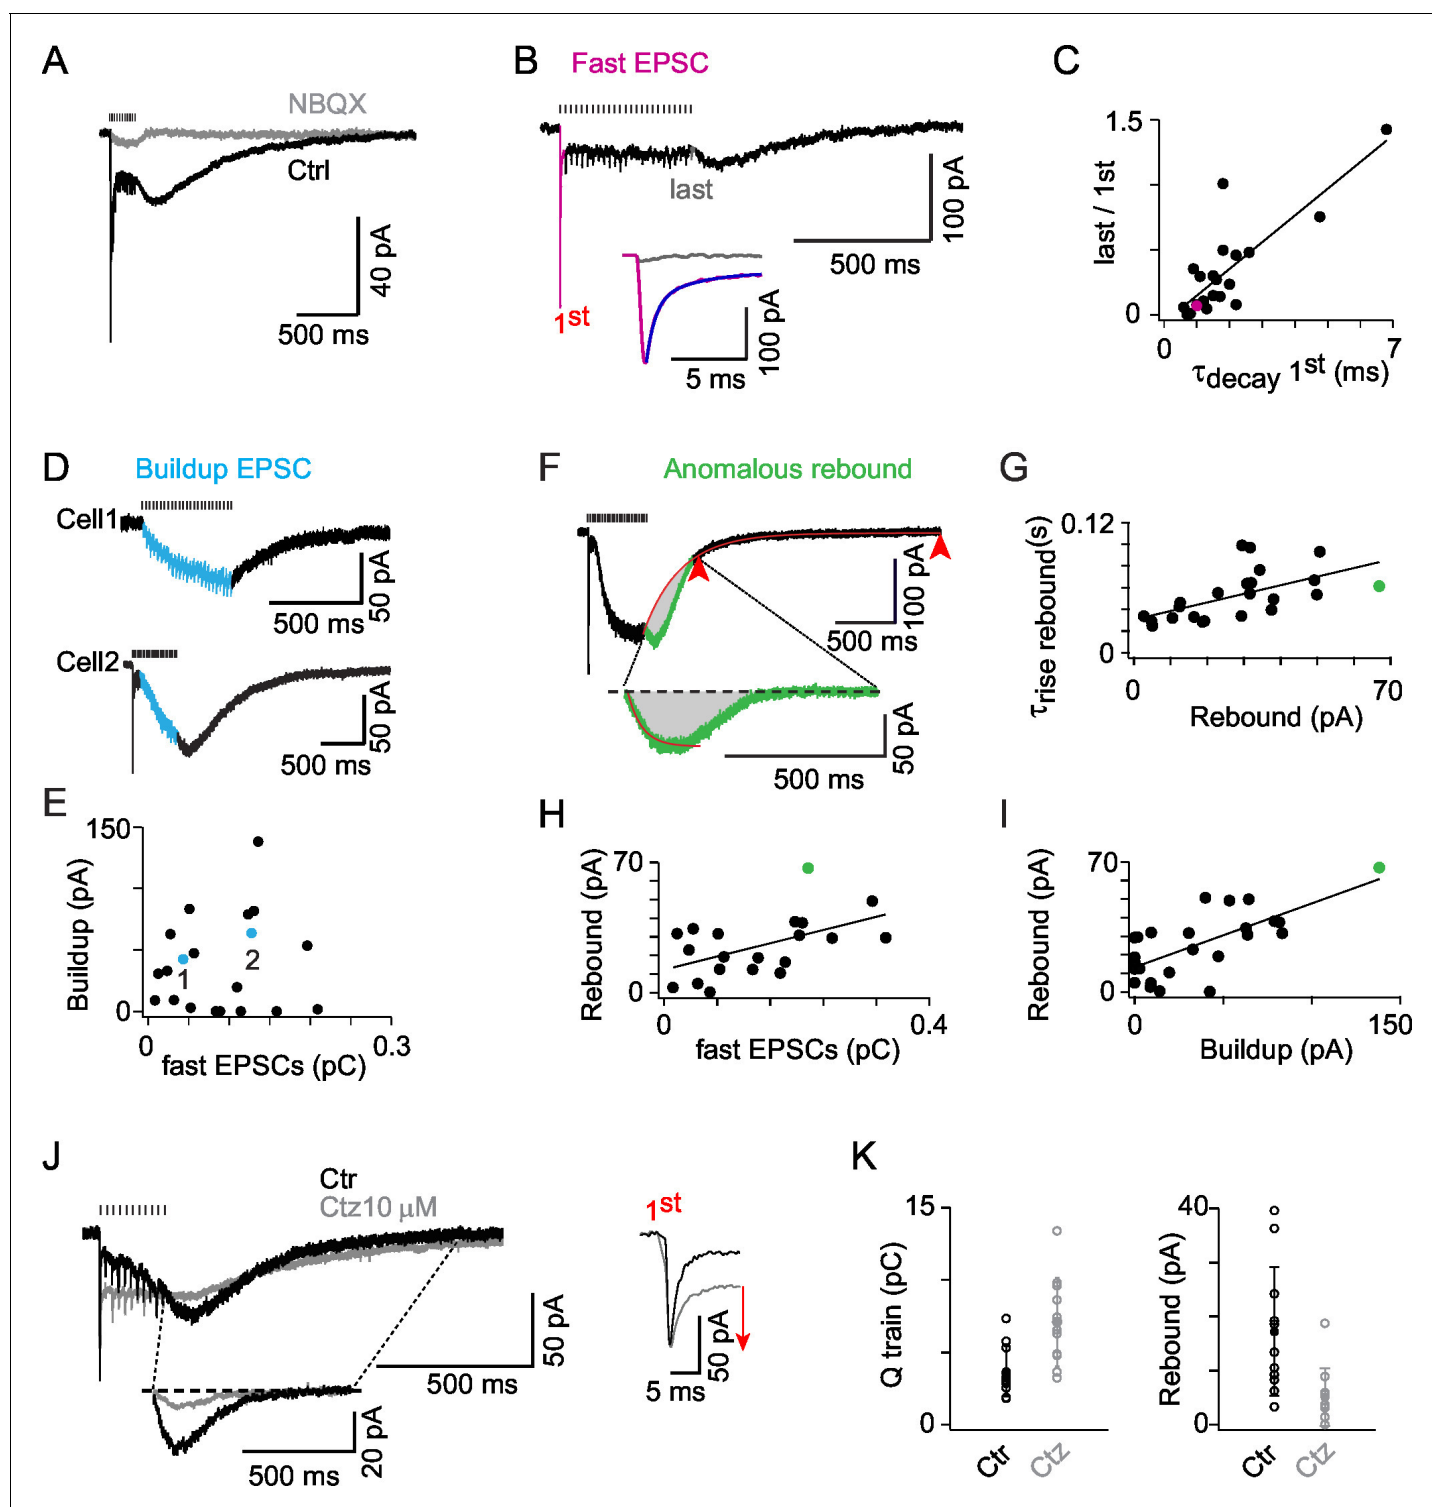 A
NBQX
Ctrl
40 pA
500 ms
B
Fast EPSC
last
1st
100 pA
500 ms
100 pA
5 ms
C
1.5
last / 1st
0
0
7
τdecay 1st (ms)
D
Buildup EPSC
Cell1
50 pA
500 ms
Cell2
50 pA
500 ms
E
150
Buildup (pA)
0
1
2
0
0.3
fast EPSCs (pC)
F
Anomalous rebound
100 pA
500 ms
50 pA
500 ms
G
0.12
τrise rebound(s)
0
0
70
Rebound (pA)
H
70
Rebound (pA)
0
0
0.4
fast EPSCs (pC)
I
70
Rebound (pA)
0
0
150
Buildup (pA)
J
Ctr
Ctz10 μM
50 pA
500 ms
20 pA
500 ms
1st
50 pA
5 ms
K
15
Q train (pC)
0
Ctr
Ctz
40
Rebound (pA)
0
Ctr
Ctz